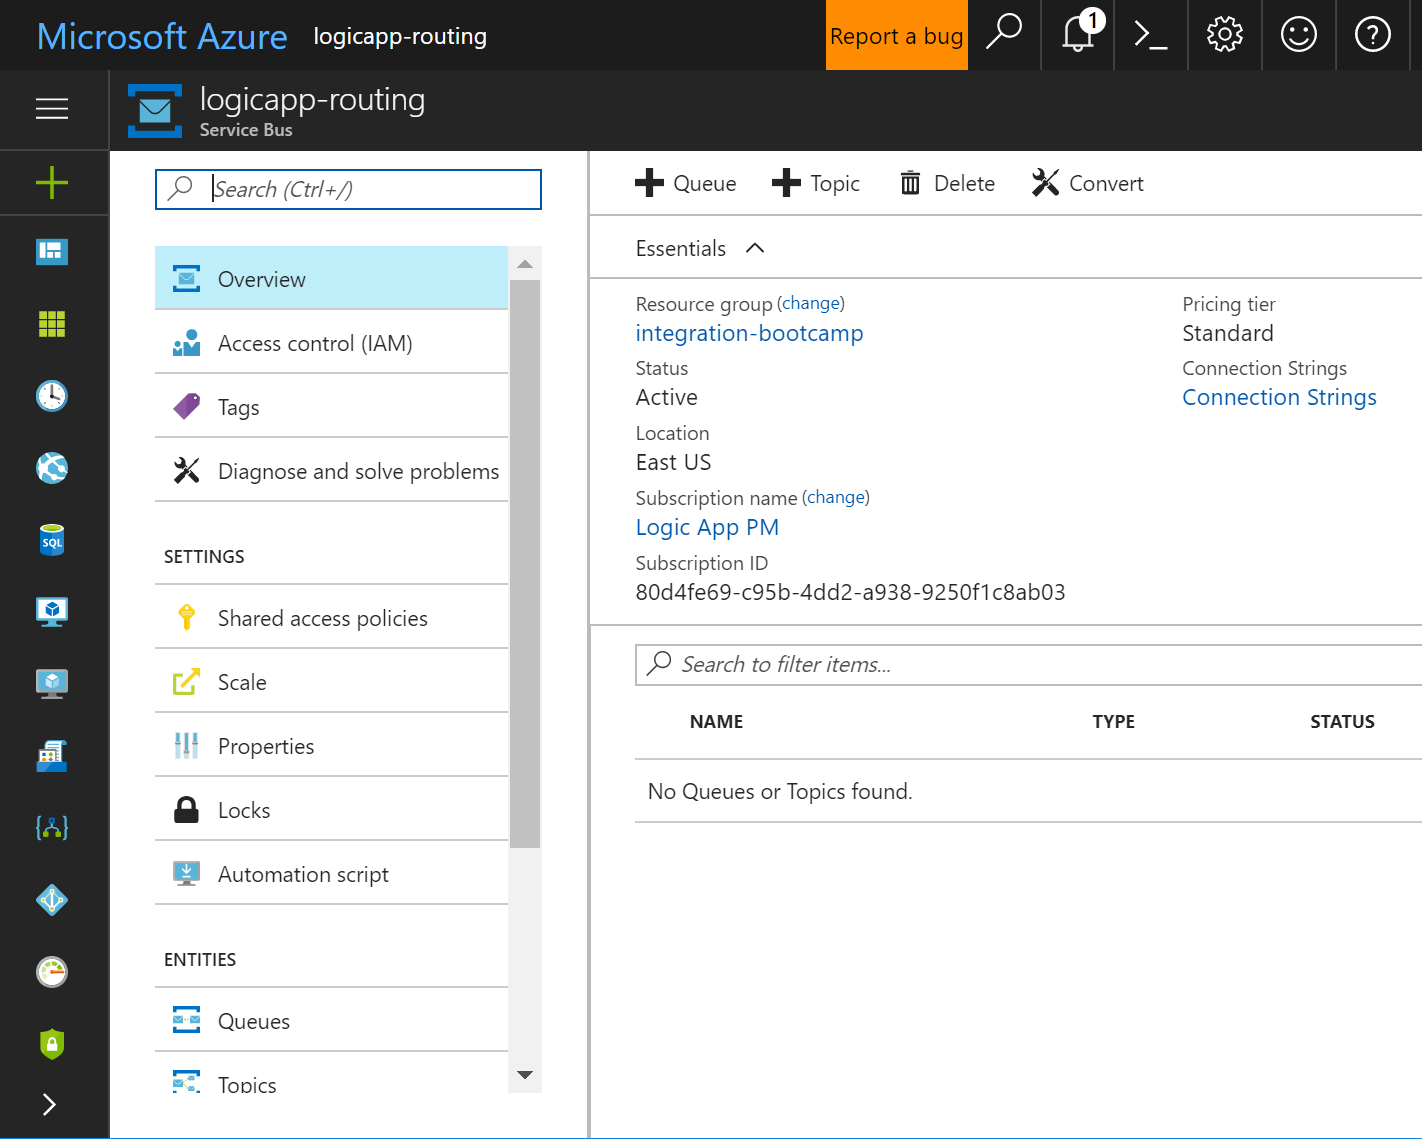 Microsoft Azure logicapp-routing Report a bug 1
logicapp-routing
Service Bus
Search (Ctrl+/)
Overview
Access control (IAM)
Tags
Diagnose and solve problems
SETTINGS
Shared access policies
Scale
Properties
Locks
Automation script
ENTITIES
Queues
Topics
SQL
Queue Topic Delete Convert
Essentials
Resource group (change)
integration-bootcamp
Status
Active
Location
East US
Subscription name (change)
Logic App PM
Subscription ID
80d4fe69-c95b-4dd2-a938-9250f1c8ab03
Pricing tier
Standard
Connection Strings
Connection Strings
Search to filter items...
NAME TYPE STATUS
No Queues or Topics found.